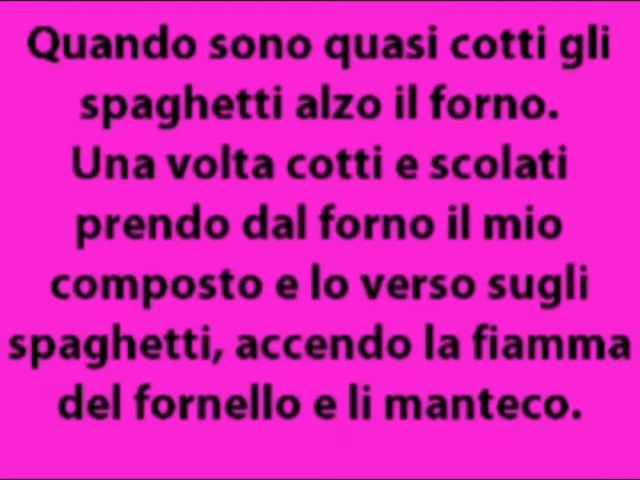 Quando sono quasi cotti gli
spaghetti alzo il forno.
Una volta cotti e scolati
prendo dal forno il mio
composto e lo verso sugli
spaghetti, accendo la fiamma
del fornello e li manteco.